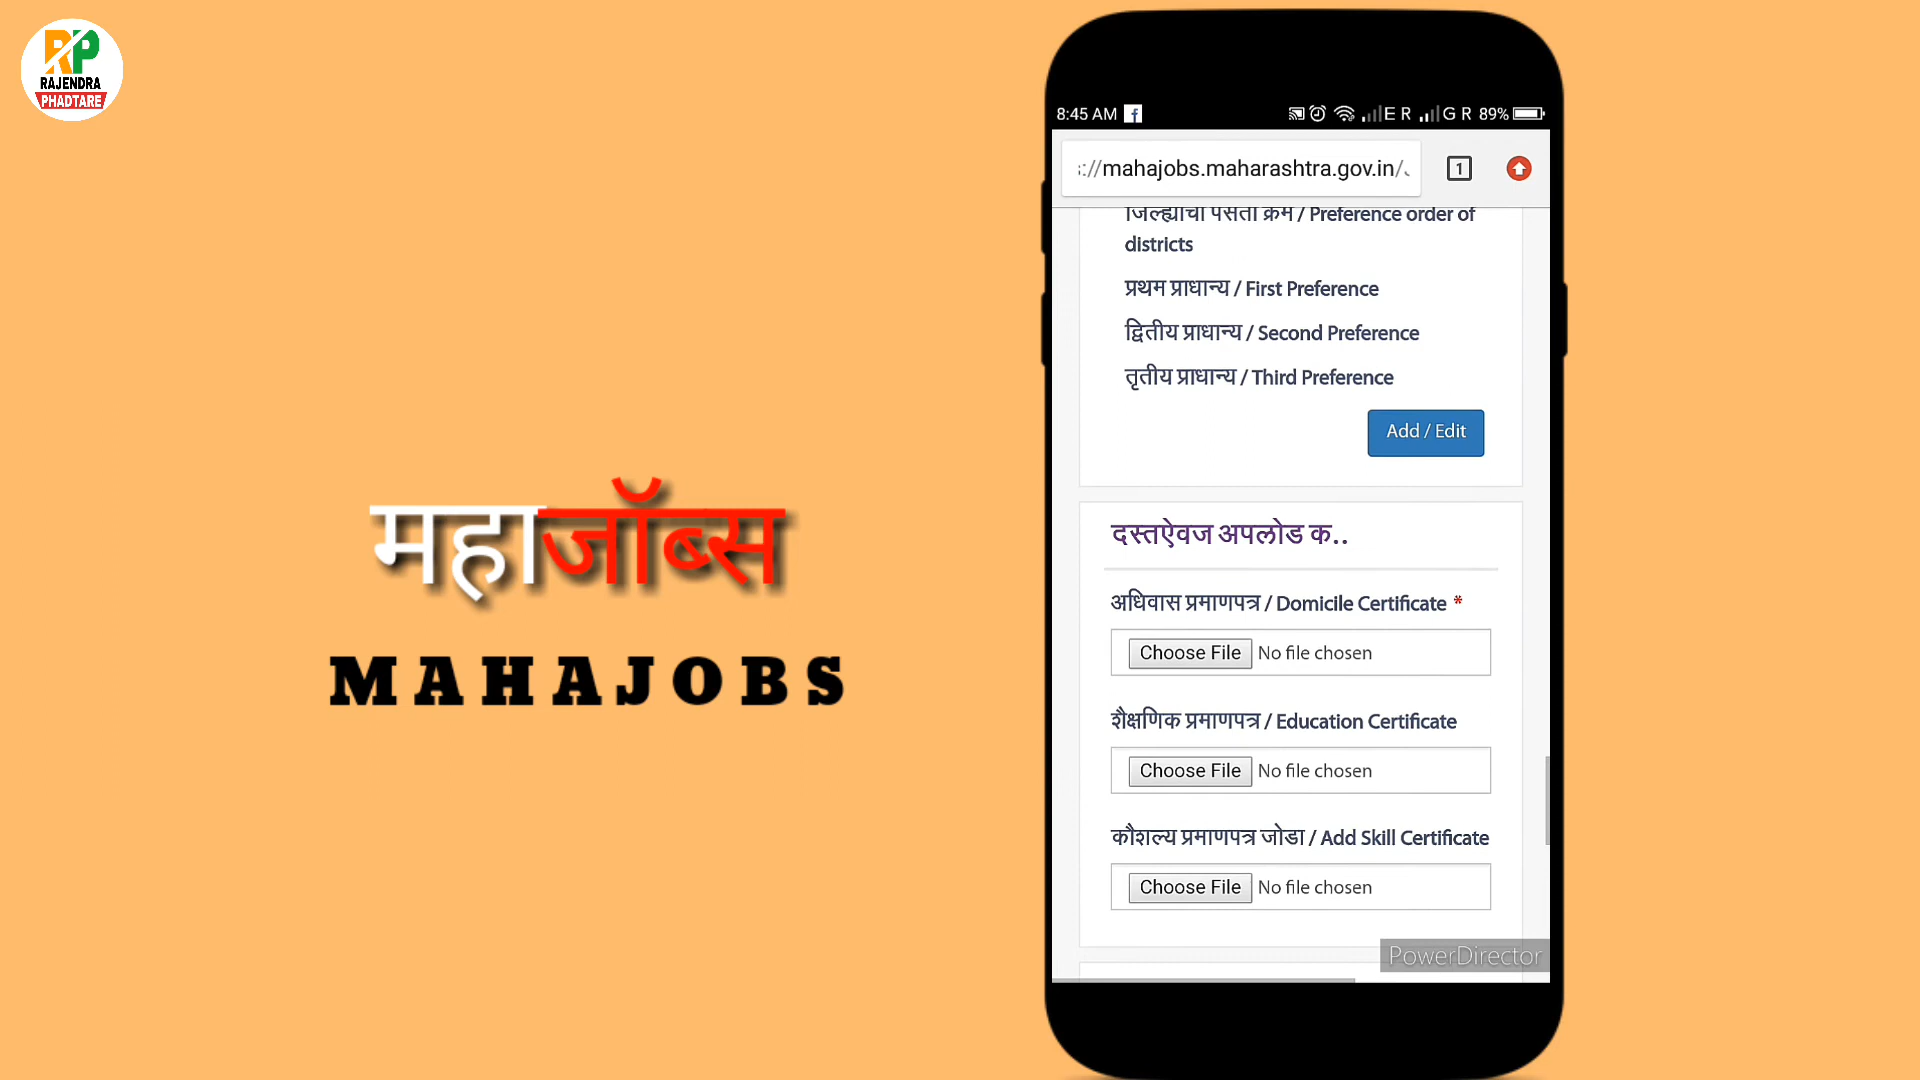 RP
RAJENDRA
PHADTARE
महाजॉब्स
MAHAJOBS
8:45 AM
E R G R 89%
://mahajobs.maharashtra.gov.in/
1
जिल्ह्यांचा पसंती क्रम / Preference order of
districts
प्रथम प्राधान्य / First Preference
द्वितीय प्राधान्य / Second Preference
तृतीय प्राधान्य / Third Preference
Add / Edit
दस्तऐवज अपलोड क..
अधिवास प्रमाणपत्र / Domicile Certificate *
Choose File No file chosen
शैक्षणिक प्रमाणपत्र / Education Certificate
Choose File No file chosen
कौशल्य प्रमाणपत्र जोडा / Add Skill Certificate
Choose File No file chosen
PowerDirector